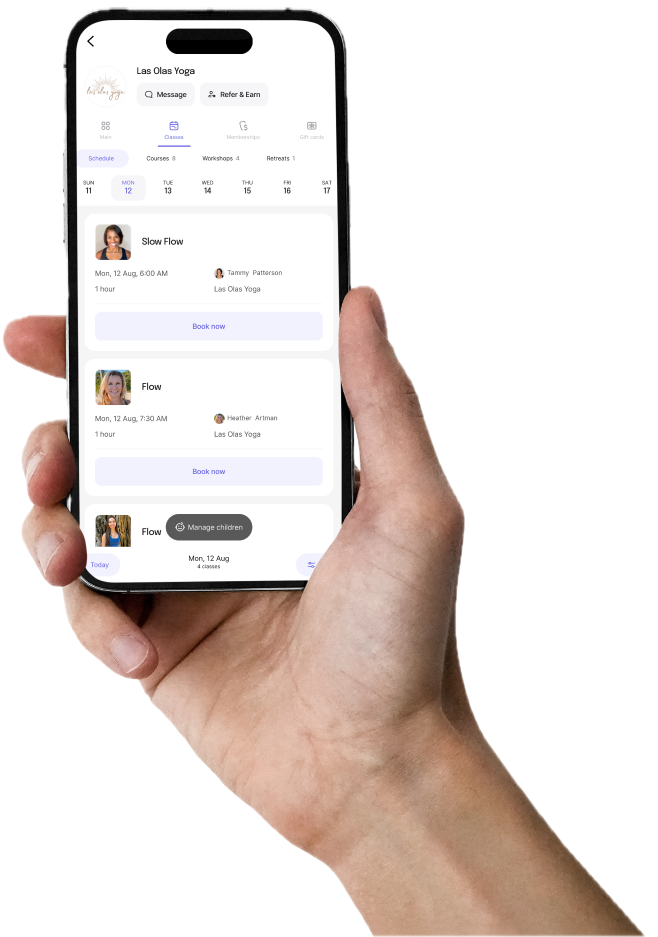 Las Olas Yoga
las olas yoga
Message
Refer & Earn
Main
Classes
Memberships
Gift cards
Schedule
Courses 8
Workshops 4
Retreats 1
SUN MON TUE WED THU FRI SAT
11 12 13 14 15 16 17
Slow Flow
Mon, 12 Aug, 6:00 AM
Tammy Patterson
1 hour
Las Olas Yoga
Book now
Flow
Mon, 12 Aug, 7:30 AM
Heather Artman
1 hour
Las Olas Yoga
Book now
Flow
Manage children
Today
Mon, 12 Aug
4 classes